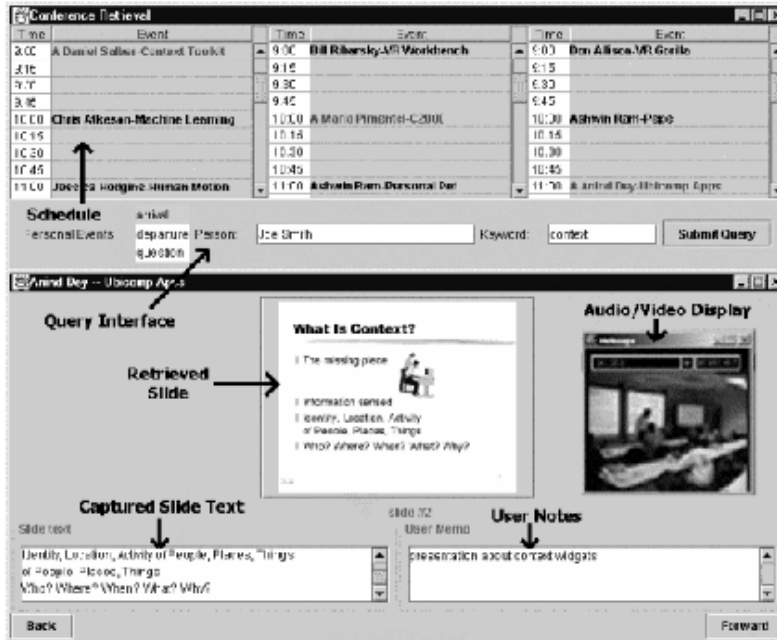 Conference Retrieval
Time Event Time Event Time Event
9:00 A Daniel Salber-Context Toolkit 9:00 Bill Ribarsky-VR Workbench 9:00 Don Allison-VR Gorilla
9:15 9:15 9:15
9:30 9:30 9:30
9:45 9:45 9:45
10:00 Chris Atkeson-Machine Learning 10:00 A Maria Pimentel-C2000 10:00 Ashwin Ram-Pepe
10:15 10:15 10:15
10:30 10:30 10:30
10:45 10:45 10:45
11:00 Jessica Hodgins-Human Motion 11:00 Ashwin Ram-Personal Pet 11:00 A Anind Dey-Ubicomp Apps
Schedule
arrival
Personal Events departure Person: Joe Smith Keyword: context Submit Query
question
Anind Dey -- Ubicomp Apps
Query Interface
Audio/Video Display
What Is Context?
The missing piece
Retrieved
Slide
Information sensed
Identity, Location, Activity
of People, Places, Things
Who? Where? When? What? Why?
Captured Slide Text
slide #2
User Notes
Slide text User Memo
Identity, Location, Activity of People, Places, Things
of People, Places, Things
Who? Where? When? What? Why?
presentation about context widgets
Back Forward